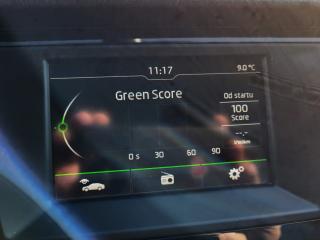 11:17
9.0°C
Green Score
Od startu
100
Score
--,-
0 s 30 60 90